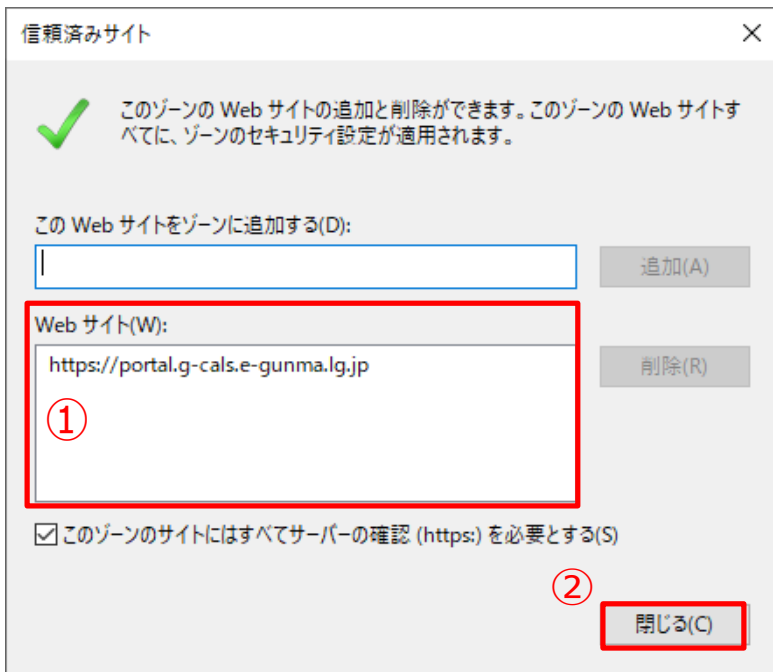 信頼済みサイト
このゾーンの Web サイトの追加と削除ができます。このゾーンの Web サイトす
べてに、ゾーンのセキュリティ設定が適用されます。
この Web サイトをゾーンに追加する(D):
追加(A)
Web サイト(W):
https://portal.g-cals.e-gunma.lg.jp
削除(R)
①
このゾーンのサイトにはすべてサーバーの確認 (https:) を必要とする(S)
②
閉じる(C)